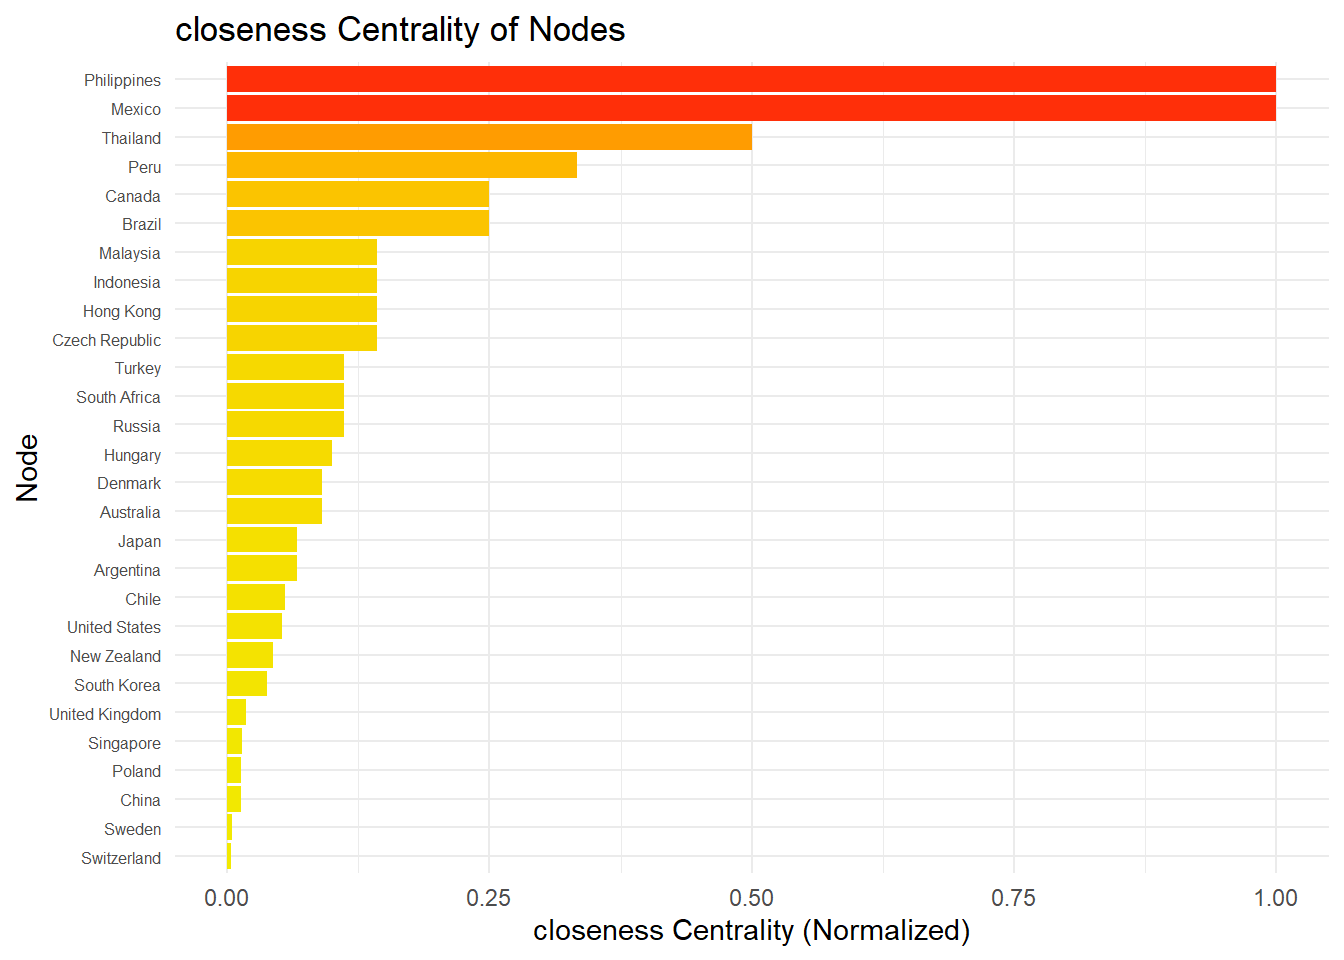 closeness Centrality of Nodes
Philippines
Mexico
Thailand
Peru
Canada
Brazil
Malaysia
Indonesia
Hong Kong
Czech Republic
Turkey
South Africa
Russia
Hungary
Denmark
Australia
Japan
Argentina
Chile
United States
New Zealand
South Korea
United Kingdom
Singapore
Poland
China
Sweden
Switzerland
Node
0.00 0.25 0.50 0.75 1.00
closeness Centrality (Normalized)